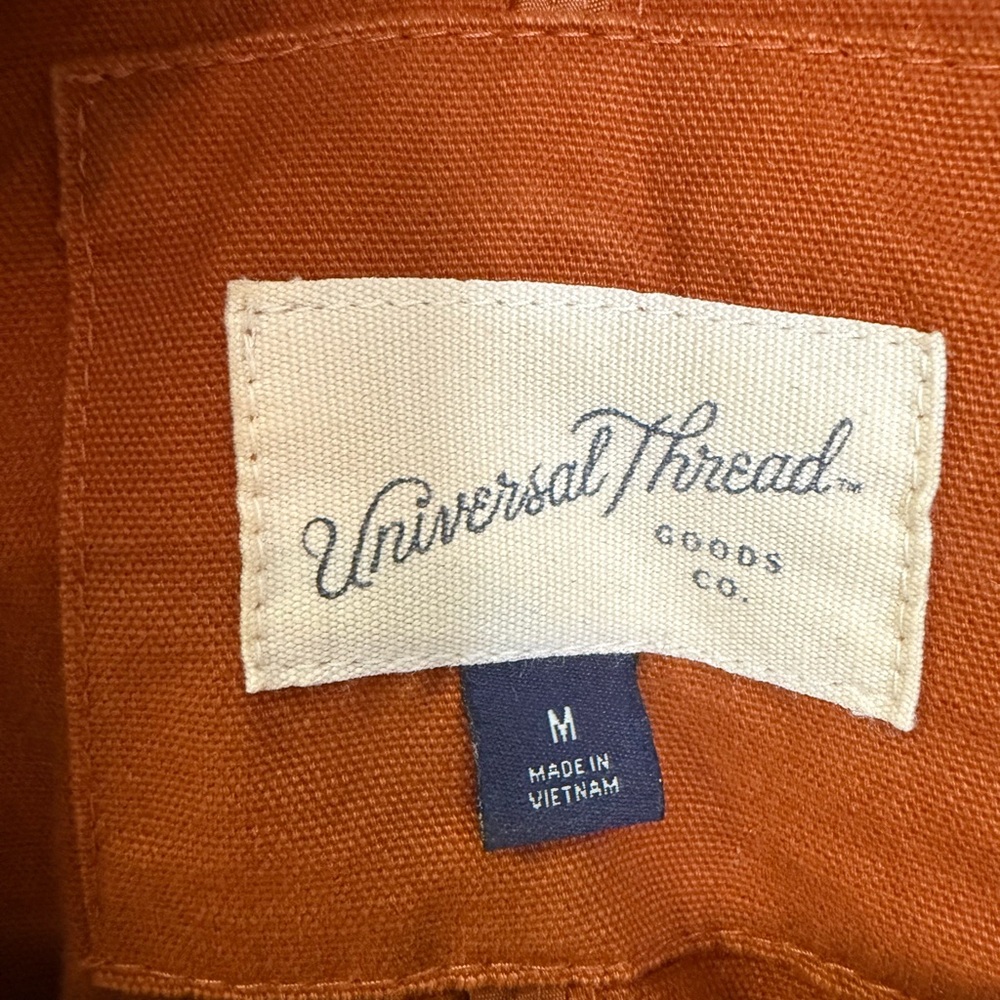 Universal Thread™
GOODS
CO.
M
MADE IN
VIETNAM